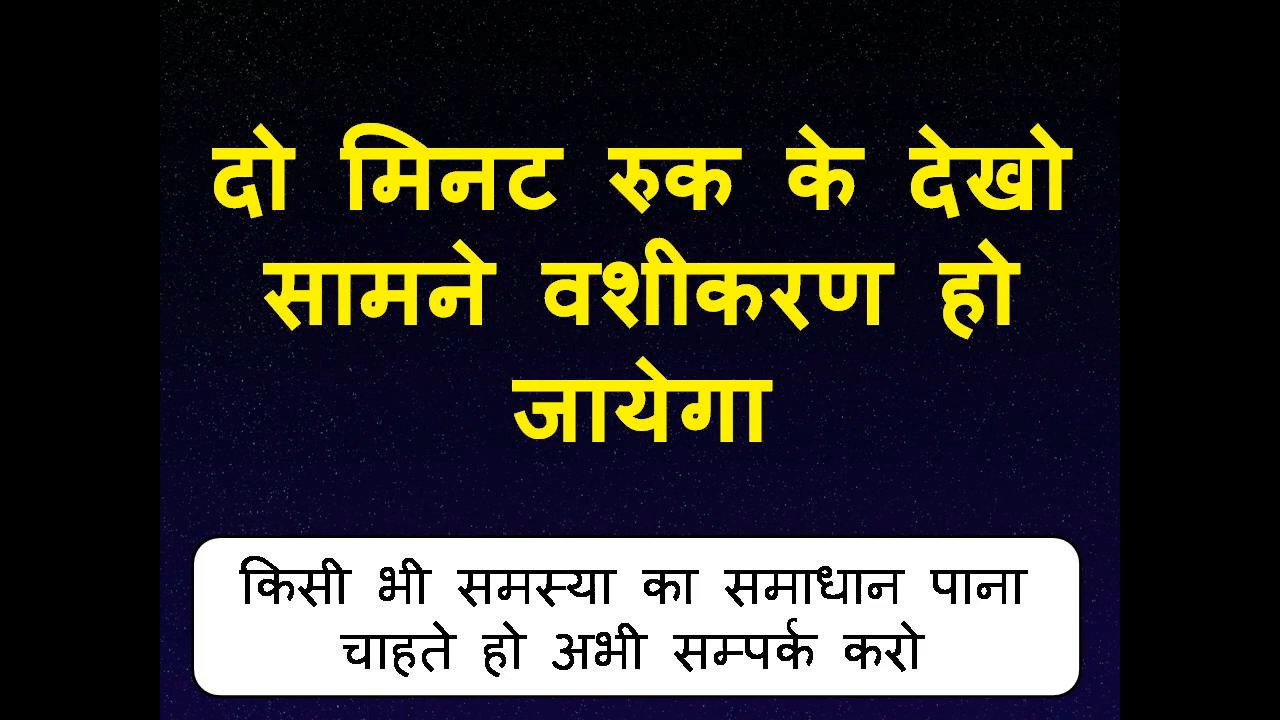 दो मिनट रुक के देखो
सामने वशीकरण हो
जायेगा
किसी भी समस्या का समाधान पाना
चाहते हो अभी सम्पर्क करो